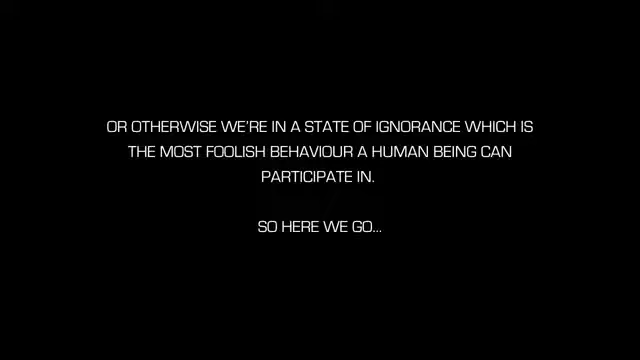 OR OTHERWISE WE'RE IN A STATE OF IGNORANCE WHICH IS
THE MOST FOOLISH BEHAVIOUR A HUMAN BEING CAN
PARTICIPATE IN.
SO HERE WE GO...